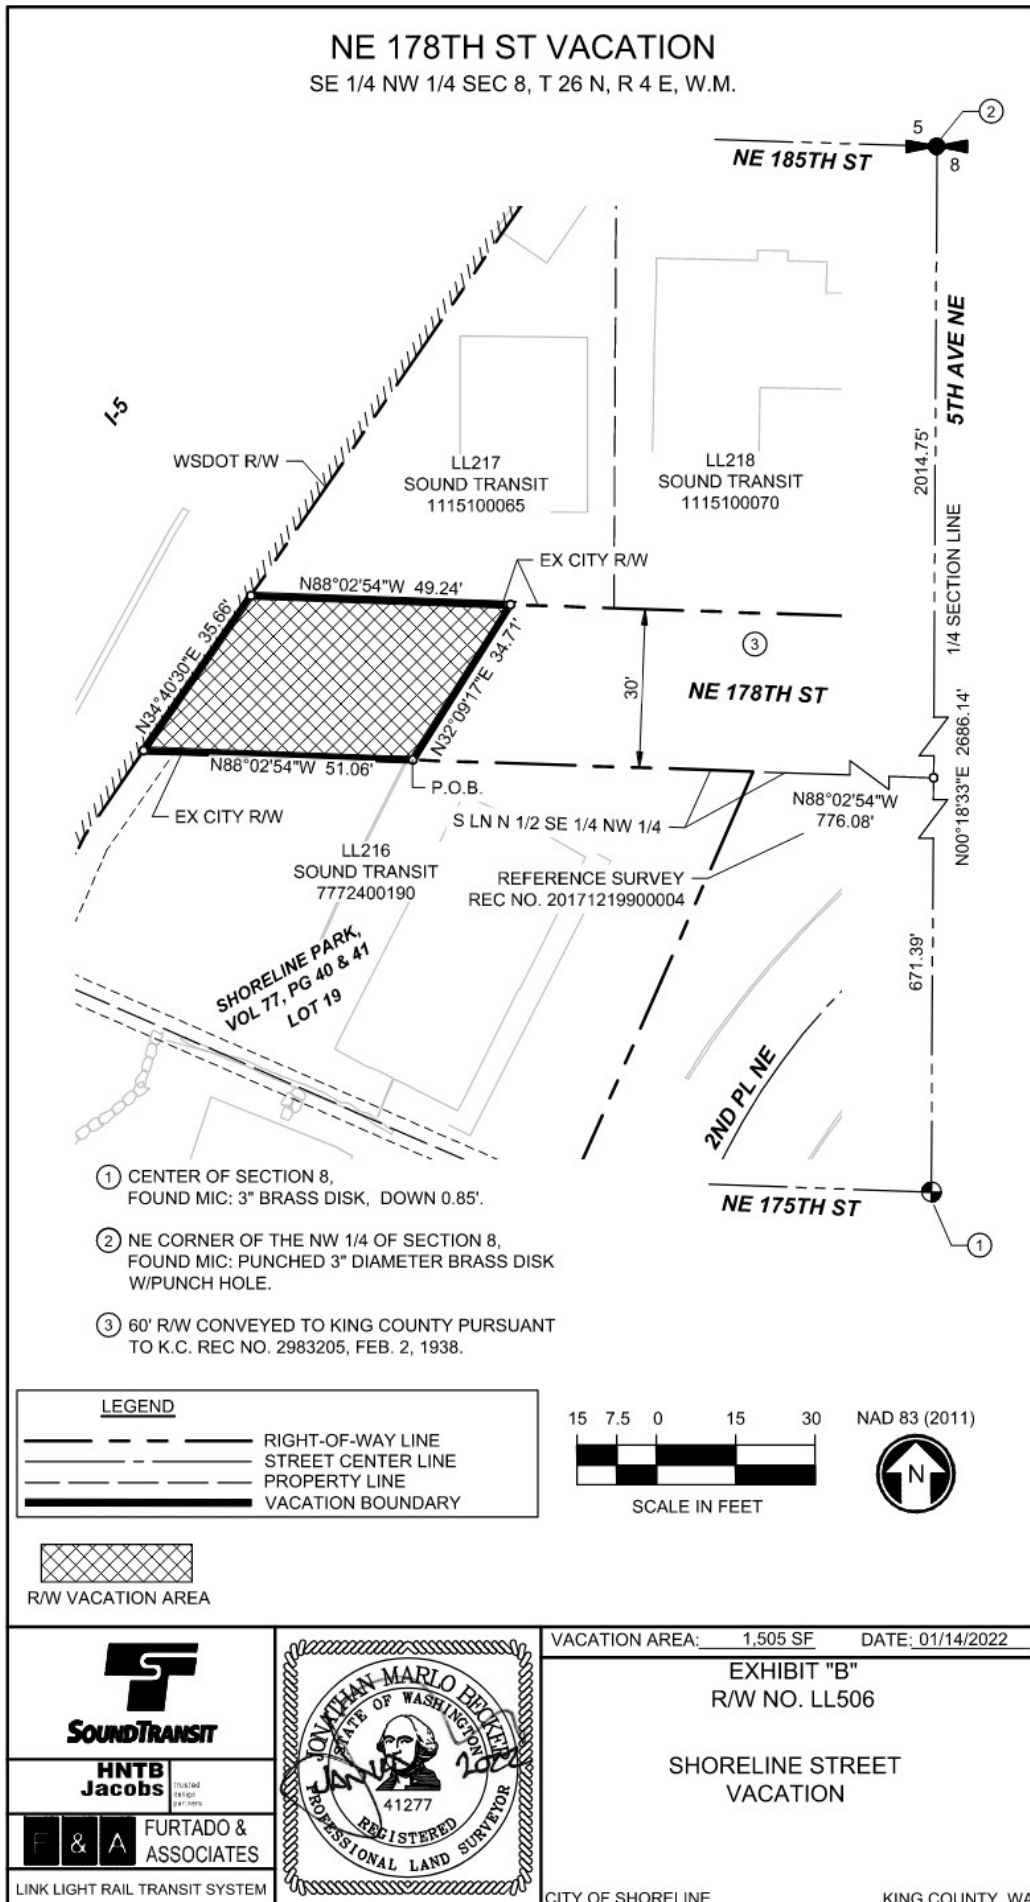 NE 178TH ST VACATION
SE 1/4 NW 1/4 SEC 8, T 26 N, R 4 E, W.M.
2
5
8
NE 185TH ST
5TH AVE NE
2014.75'
1/4 SECTION LINE
I-5
WSDOT R/W
LL217
SOUND TRANSIT
1115100065
LL218
SOUND TRANSIT
1115100070
EX CITY R/W
N88°02'54"W 49.24'
N34°40'30"E 35.66'
N32°09'17"E 34.71'
N88°02'54"W 51.06'
30'
3
NE 178TH ST
P.O.B.
EX CITY R/W
S LN N 1/2 SE 1/4 NW 1/4
N88°02'54"W
776.08'
N00°18'33"E 2686.14'
LL216
SOUND TRANSIT
7772400190
REFERENCE SURVEY
REC NO. 20171219900004
SHORELINE PARK,
VOL 77, PG 40 & 41
LOT 19
671.39'
2ND PL NE
NE 175TH ST
1
1 CENTER OF SECTION 8,
FOUND MIC: 3" BRASS DISK, DOWN 0.85'.
2 NE CORNER OF THE NW 1/4 OF SECTION 8,
FOUND MIC: PUNCHED 3" DIAMETER BRASS DISK
W/PUNCH HOLE.
3 60' R/W CONVEYED TO KING COUNTY PURSUANT
TO K.C. REC NO. 2983205, FEB. 2, 1938.
LEGEND
RIGHT-OF-WAY LINE
STREET CENTER LINE
PROPERTY LINE
VACATION BOUNDARY
15 7.5 0 15 30
SCALE IN FEET
NAD 83 (2011)
N
R/W VACATION AREA
SOUNDTRANSIT
HNTB
Jacobs
trusted
design
partners
F & A FURTADO &
ASSOCIATES
LINK LIGHT RAIL TRANSIT SYSTEM
JONATHAN MARLO BECKER
STATE OF WASHINGTON
41277
REGISTERED
PROFESSIONAL LAND SURVEYOR
VACATION AREA: 1,505 SF DATE: 01/14/2022
EXHIBIT "B"
R/W NO. LL506
SHORELINE STREET
VACATION
CITY OF SHORELINE KING COUNTY, WA